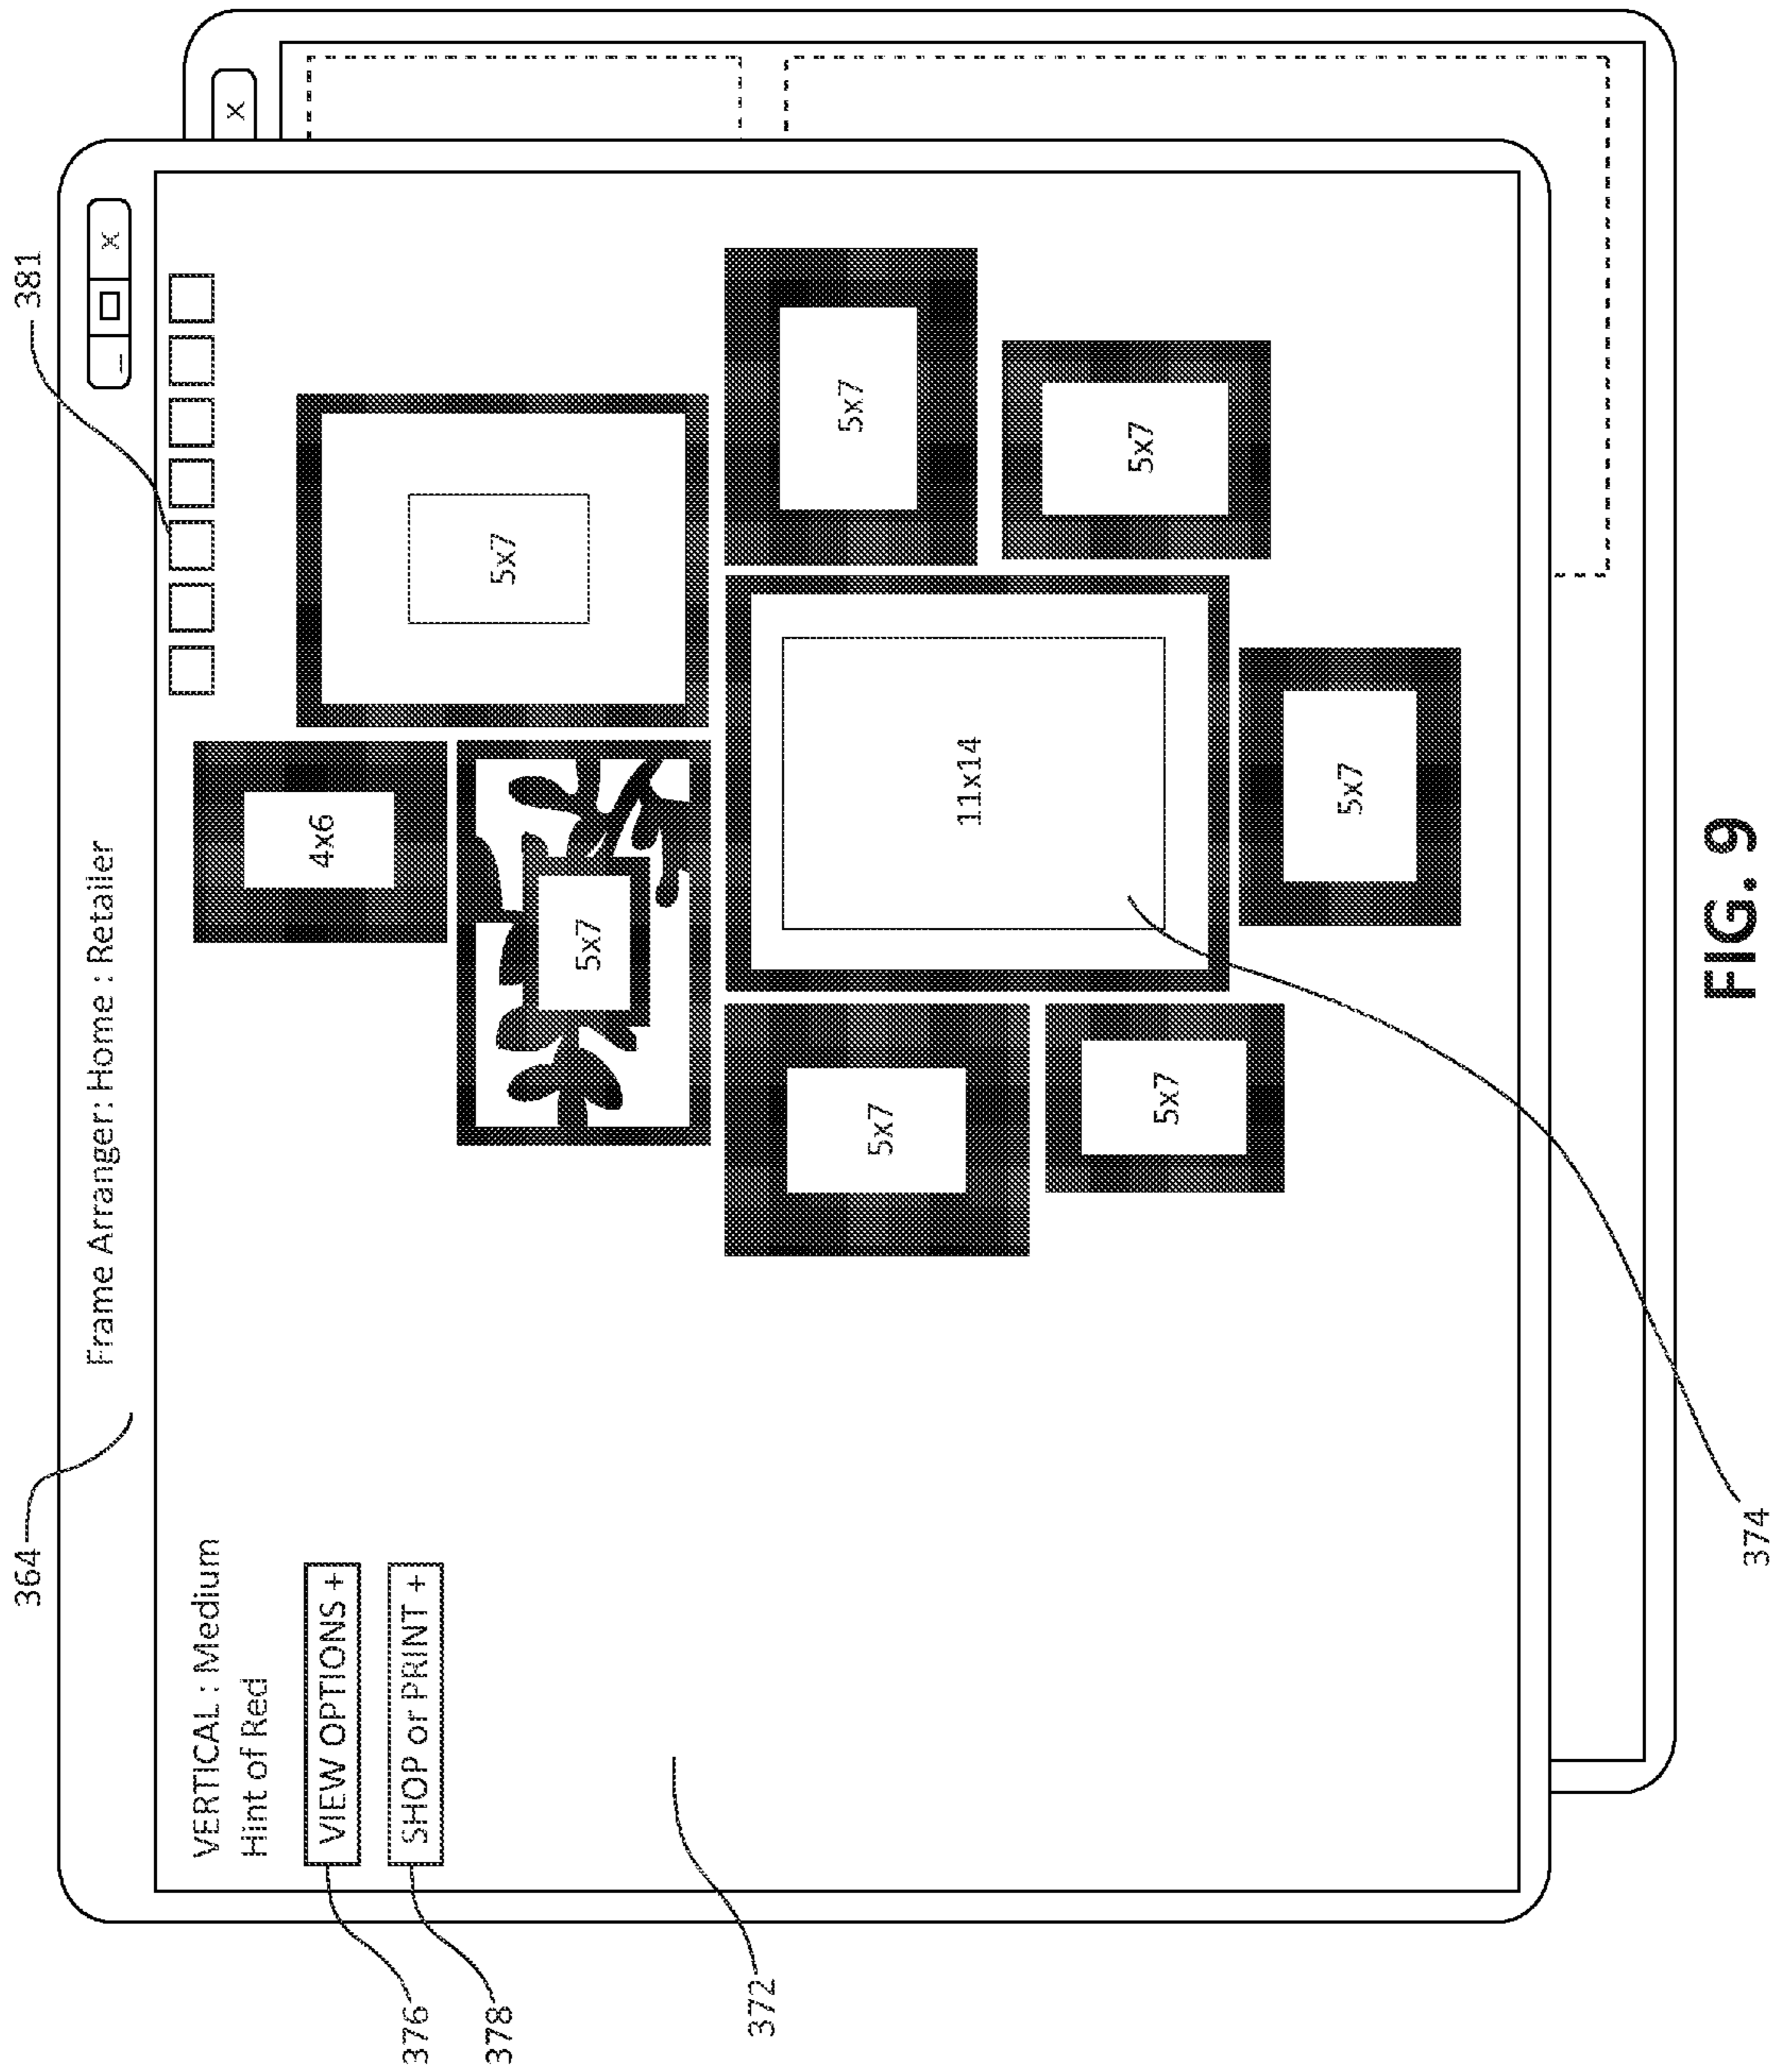 364
381
Frame Arranger: Home : Retailer
_ x
VERTICAL : Medium
x
Hint of Red
4x6
VIEW OPTIONS +
376
SHOP or PRINT +
378
5x7
5x7
372
5x7
5x7
11x14
5x7
5x7
5x7
374
FIG. 9